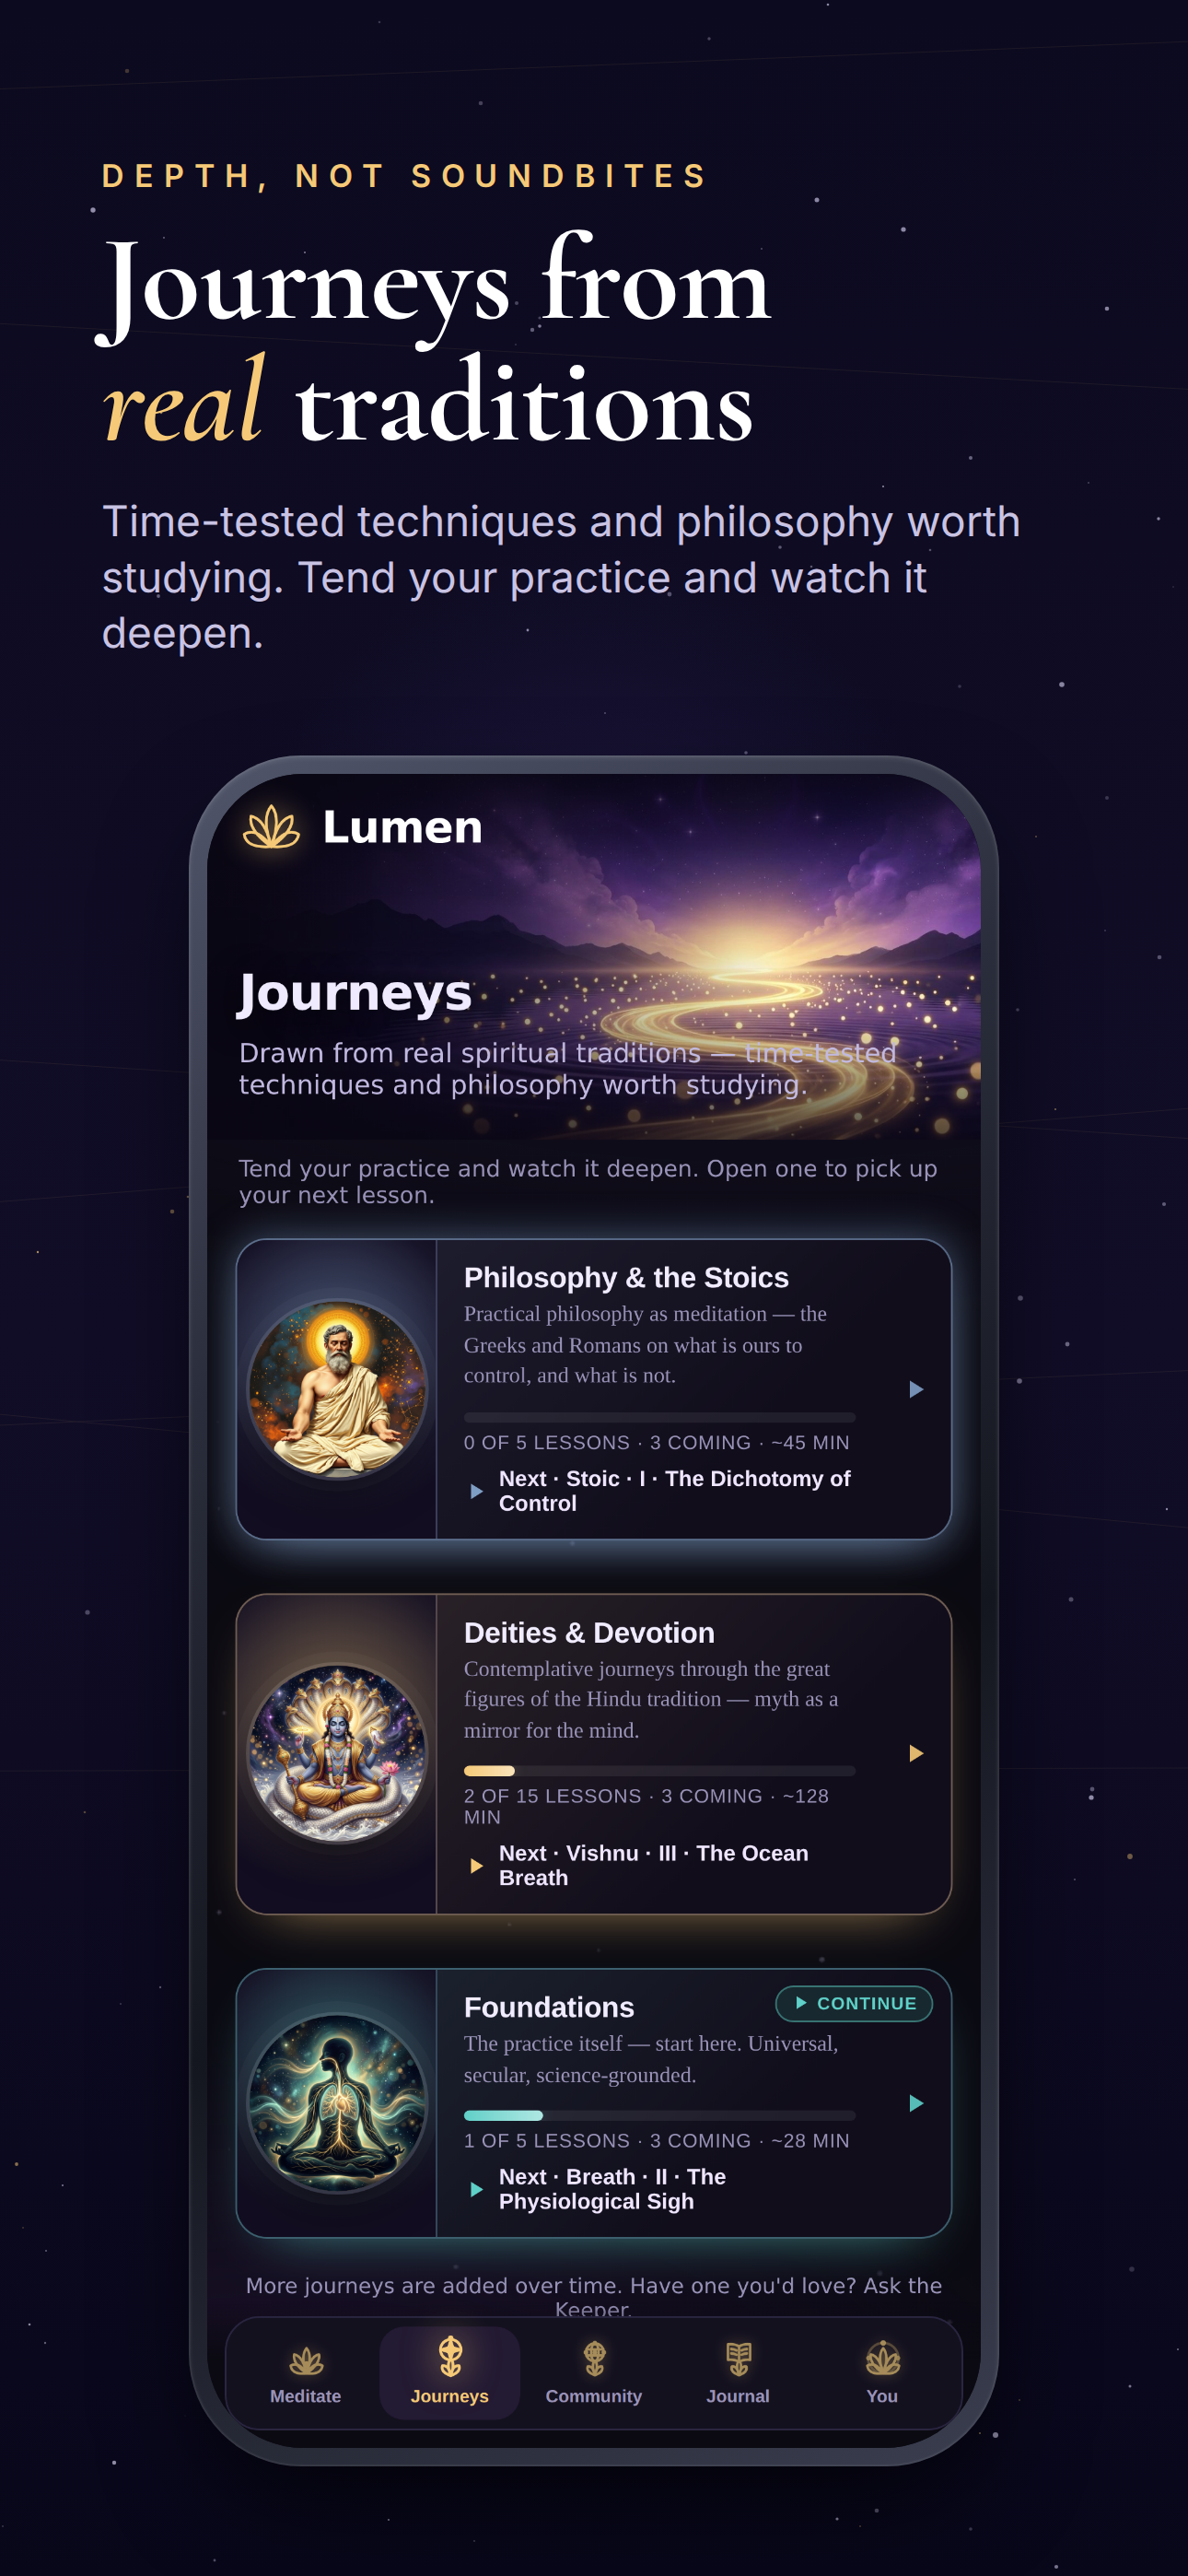 DEPTH, NOT SOUNDBITES
Journeys from
real traditions
Time-tested techniques and philosophy worth
studying. Tend your practice and watch it
deepen.
Lumen
Journeys
Drawn from real spiritual traditions — time-tested
techniques and philosophy worth studying.
Tend your practice and watch it deepen. Open one to pick up
your next lesson.
Philosophy & the Stoics
Practical philosophy as meditation — the
Greeks and Romans on what is ours to
control, and what is not.
0 OF 5 LESSONS · 3 COMING · ~45 MIN
Next · Stoic · I · The Dichotomy of
Control
Deities & Devotion
Contemplative journeys through the great
figures of the Hindu tradition — myth as a
mirror for the mind.
2 OF 15 LESSONS · 3 COMING · ~128
MIN
Next · Vishnu · III · The Ocean
Breath
Foundations
CONTINUE
The practice itself — start here. Universal,
secular, science-grounded.
1 OF 5 LESSONS · 3 COMING · ~28 MIN
Next · Breath · II · The
Physiological Sigh
More journeys are added over time. Have one you'd love? Ask the
Keeper.
Meditate
Journeys
Community
Journal
You